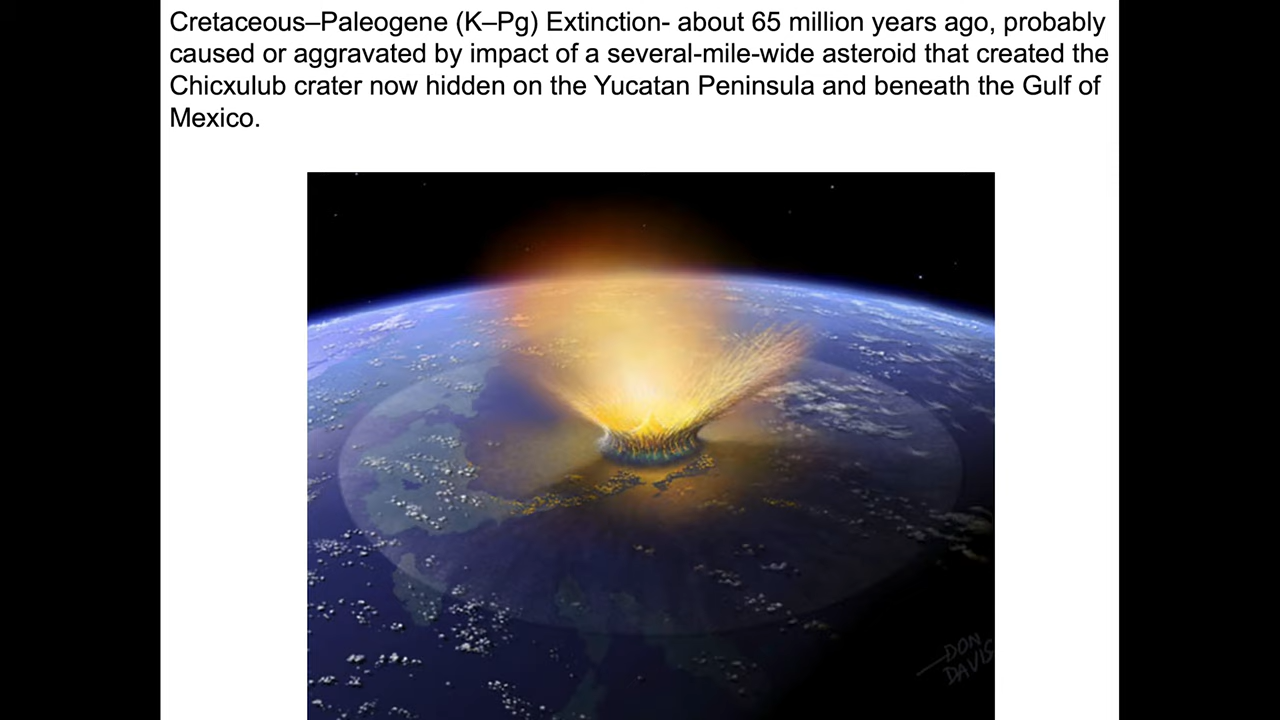 Cretaceous–Paleogene (K–Pg) Extinction- about 65 million years ago, probably
caused or aggravated by impact of a several-mile-wide asteroid that created the
Chicxulub crater now hidden on the Yucatan Peninsula and beneath the Gulf of
Mexico.
DON
DAVIS